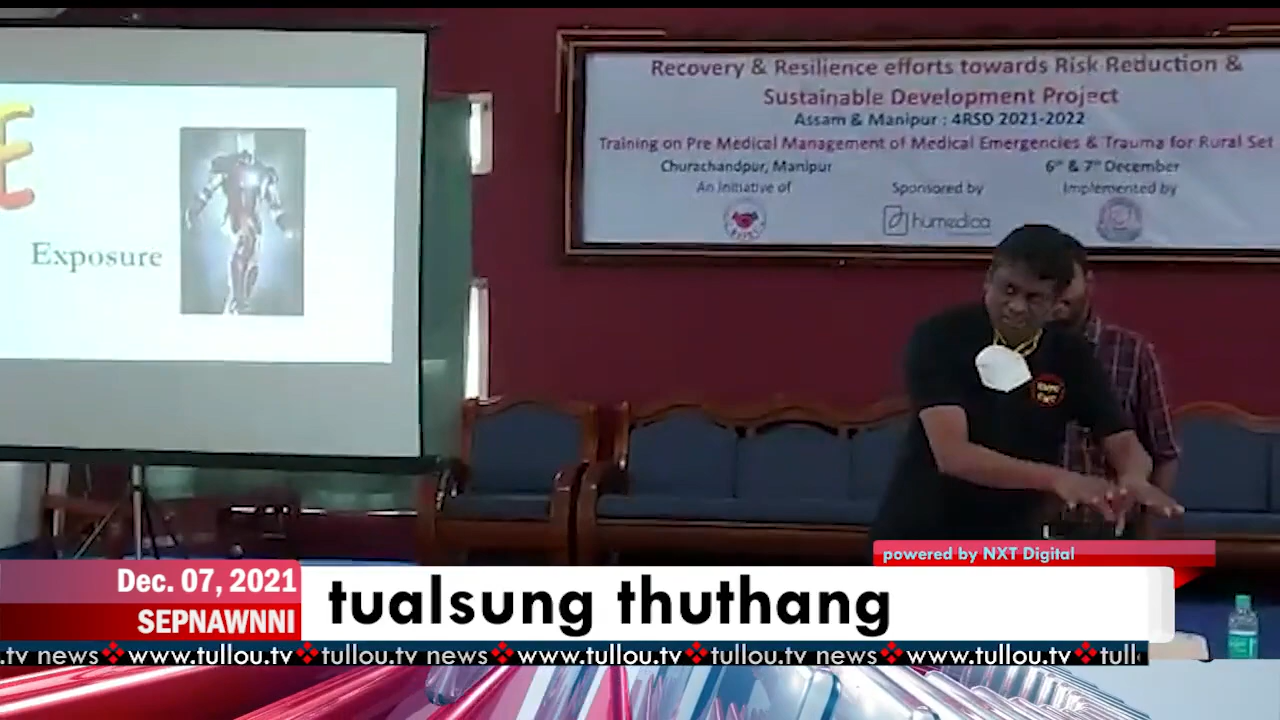 E
Exposure
Recovery & Resilience efforts towards Risk Reduction &
Sustainable Development Project
Assam & Manipur : 4RSD 2021-2022
Training on Pre Medical Management of Medical Emergencies & Trauma for Rural Set
Churachandpur, Manipur 6th & 7th December
An Initiative of Sponsored by Implemented by
humedica
powered by NXT Digital
Dec. 07, 2021
SEPNAWNNI
tualsung thuthang
.tv news www.tullou.tv tullou.tv news www.tullou.tv tullou.tv news www.tullou.tv tull